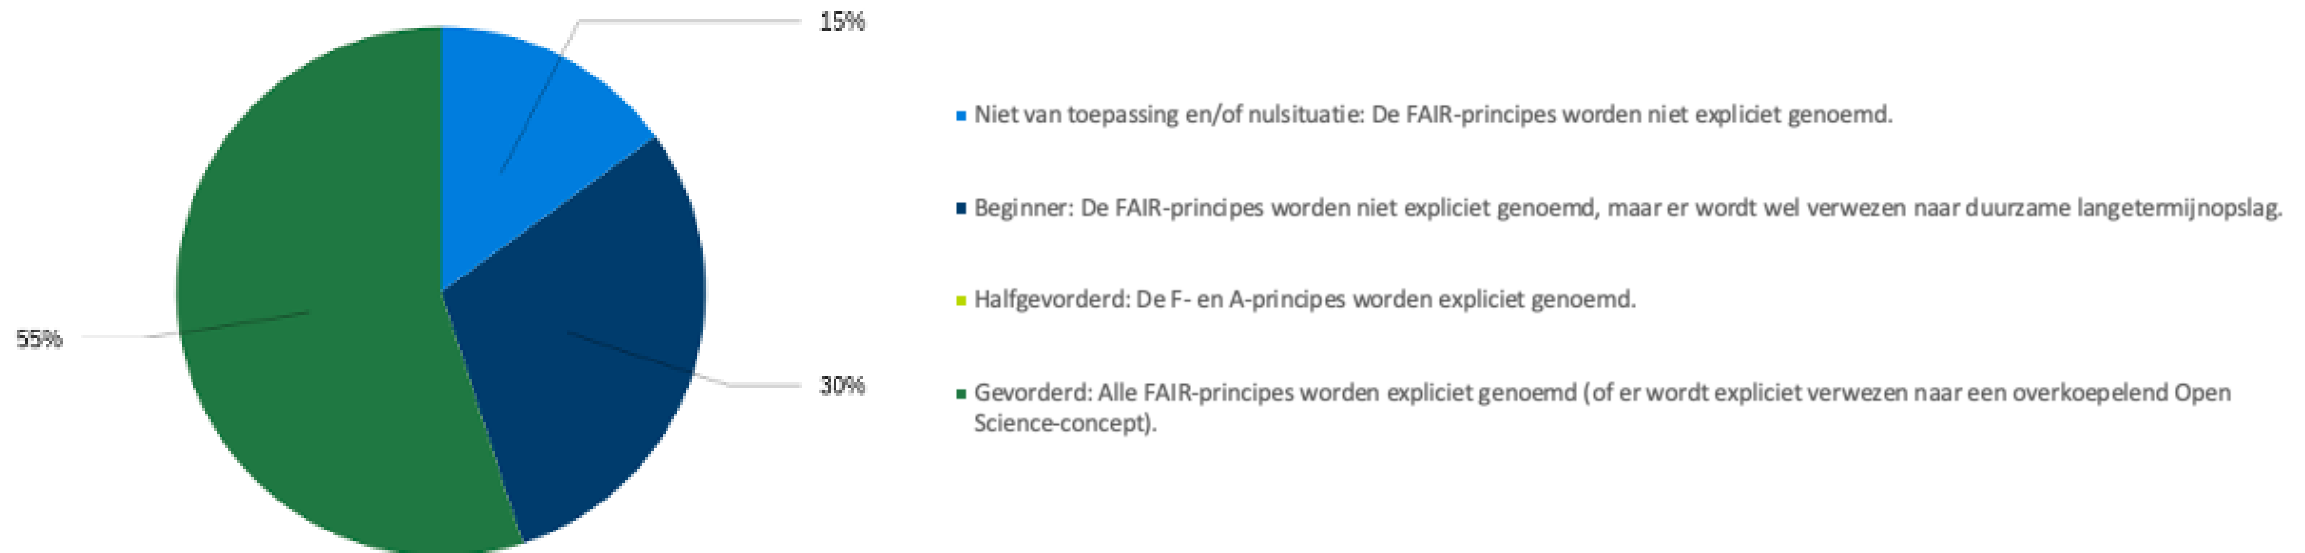 15%
Niet van toepassing en/of nulsituatie: De FAIR-principes worden niet expliciet genoemd.
Beginner: De FAIR-principes worden niet expliciet genoemd, maar er wordt wel verwezen naar duurzame langetermijnopslag.
Halfgevorderd: De F- en A-principes worden expliciet genoemd.
55%
30%
Gevorderd: Alle FAIR-principes worden expliciet genoemd (of er wordt expliciet verwezen naar een overkoepelend Open
Science-concept).